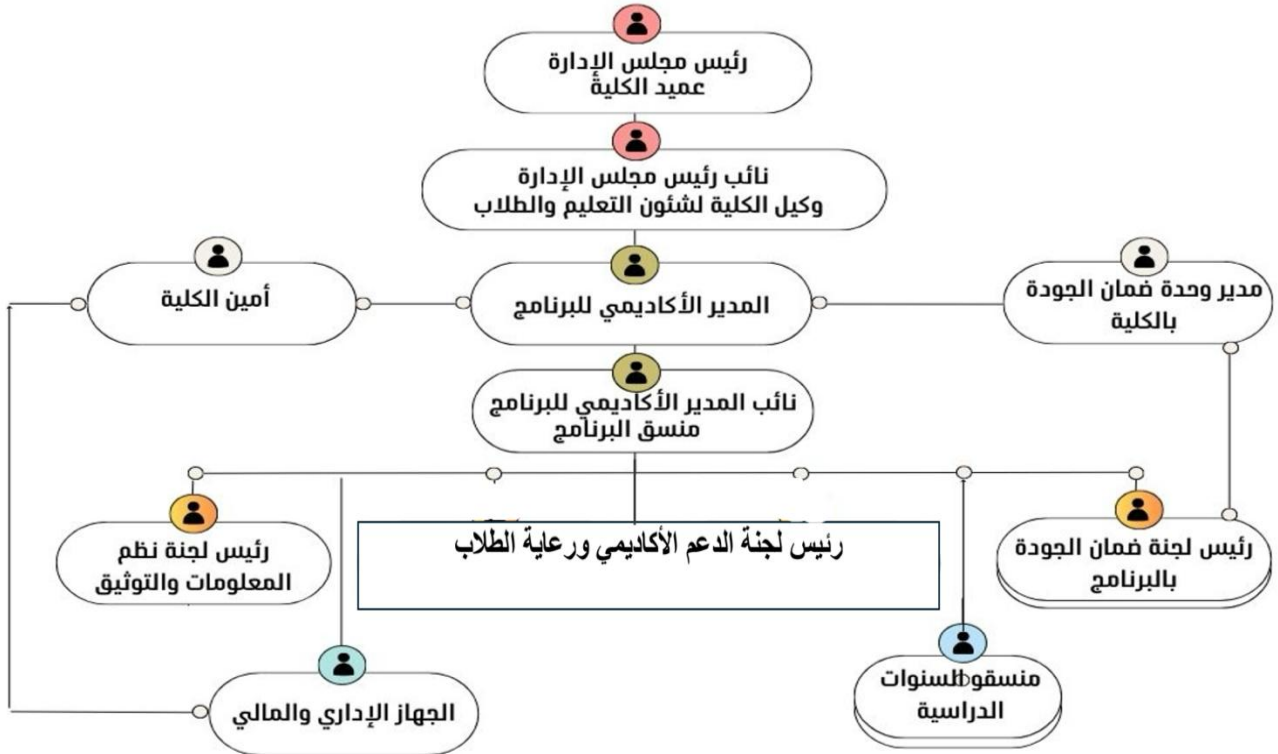 رئيس مجلس الإدارة
عميد الكلية
نائب رئيس مجلس الإدارة
وكيل الكلية لشئون التعليم والطلاب
مدير وحدة ضمان الجودة
بالكلية
المدير الأكاديمي للبرنامج
أمين الكلية
نائب المدير الأكاديمي للبرنامج
منسق البرنامج
رئيس لجنة ضمان الجودة
بالبرنامج
رئيس لجنة الدعم الأكاديمي ورعاية الطلاب
رئيس لجنة نظم
المعلومات والتوثيق
منسقو السنوات
الدراسية
الجهاز الإداري والمالي